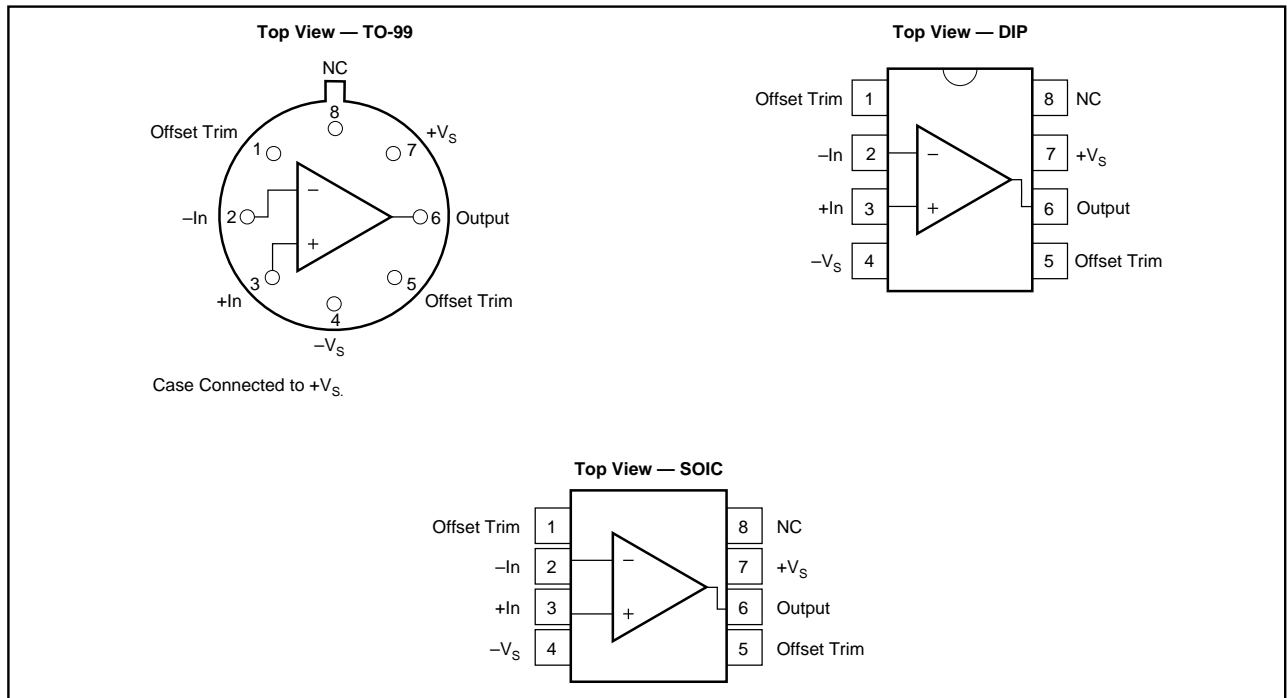 Top View — TO-99
NC
8
Offset Trim
1
+VS
7
–In
2
–
6
Output
+
3
+In
5
Offset Trim
4
–VS
Case Connected to +VS.
Top View — DIP
Offset Trim 1
8 NC
–In 2
–
7 +VS
+In 3
+
6 Output
–VS 4
5 Offset Trim
Top View — SOIC
Offset Trim 1
8 NC
–In 2
–
7 +VS
+In 3
+
6 Output
–VS 4
5 Offset Trim